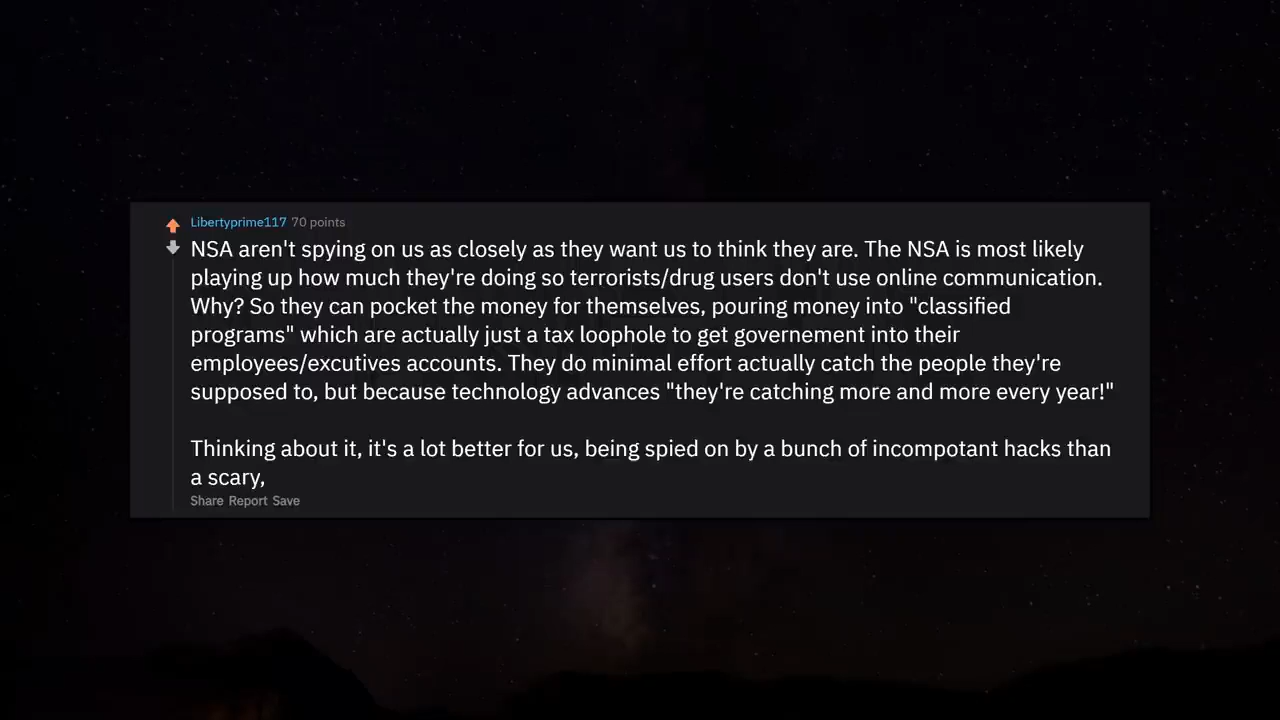 Libertyprime117 70 points
NSA aren't spying on us as closely as they want us to think they are. The NSA is most likely
playing up how much they're doing so terrorists/drug users don't use online communication.
Why? So they can pocket the money for themselves, pouring money into "classified
programs" which are actually just a tax loophole to get governement into their
employees/excutives accounts. They do minimal effort actually catch the people they're
supposed to, but because technology advances "they're catching more and more every year!"
Thinking about it, it's a lot better for us, being spied on by a bunch of incompotant hacks than
a scary,
Share Report Save